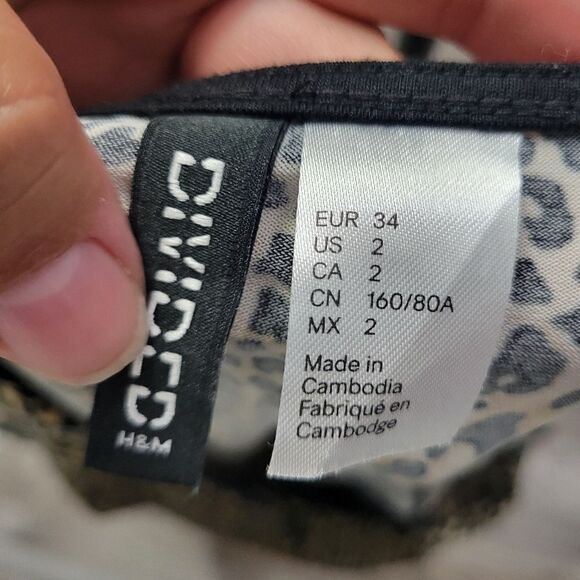 DIVIDED
H&M
EUR 34
US 2
CA 2
CN 160/80A
MX 2
Made in
Cambodia
Fabriqué en
Cambodge